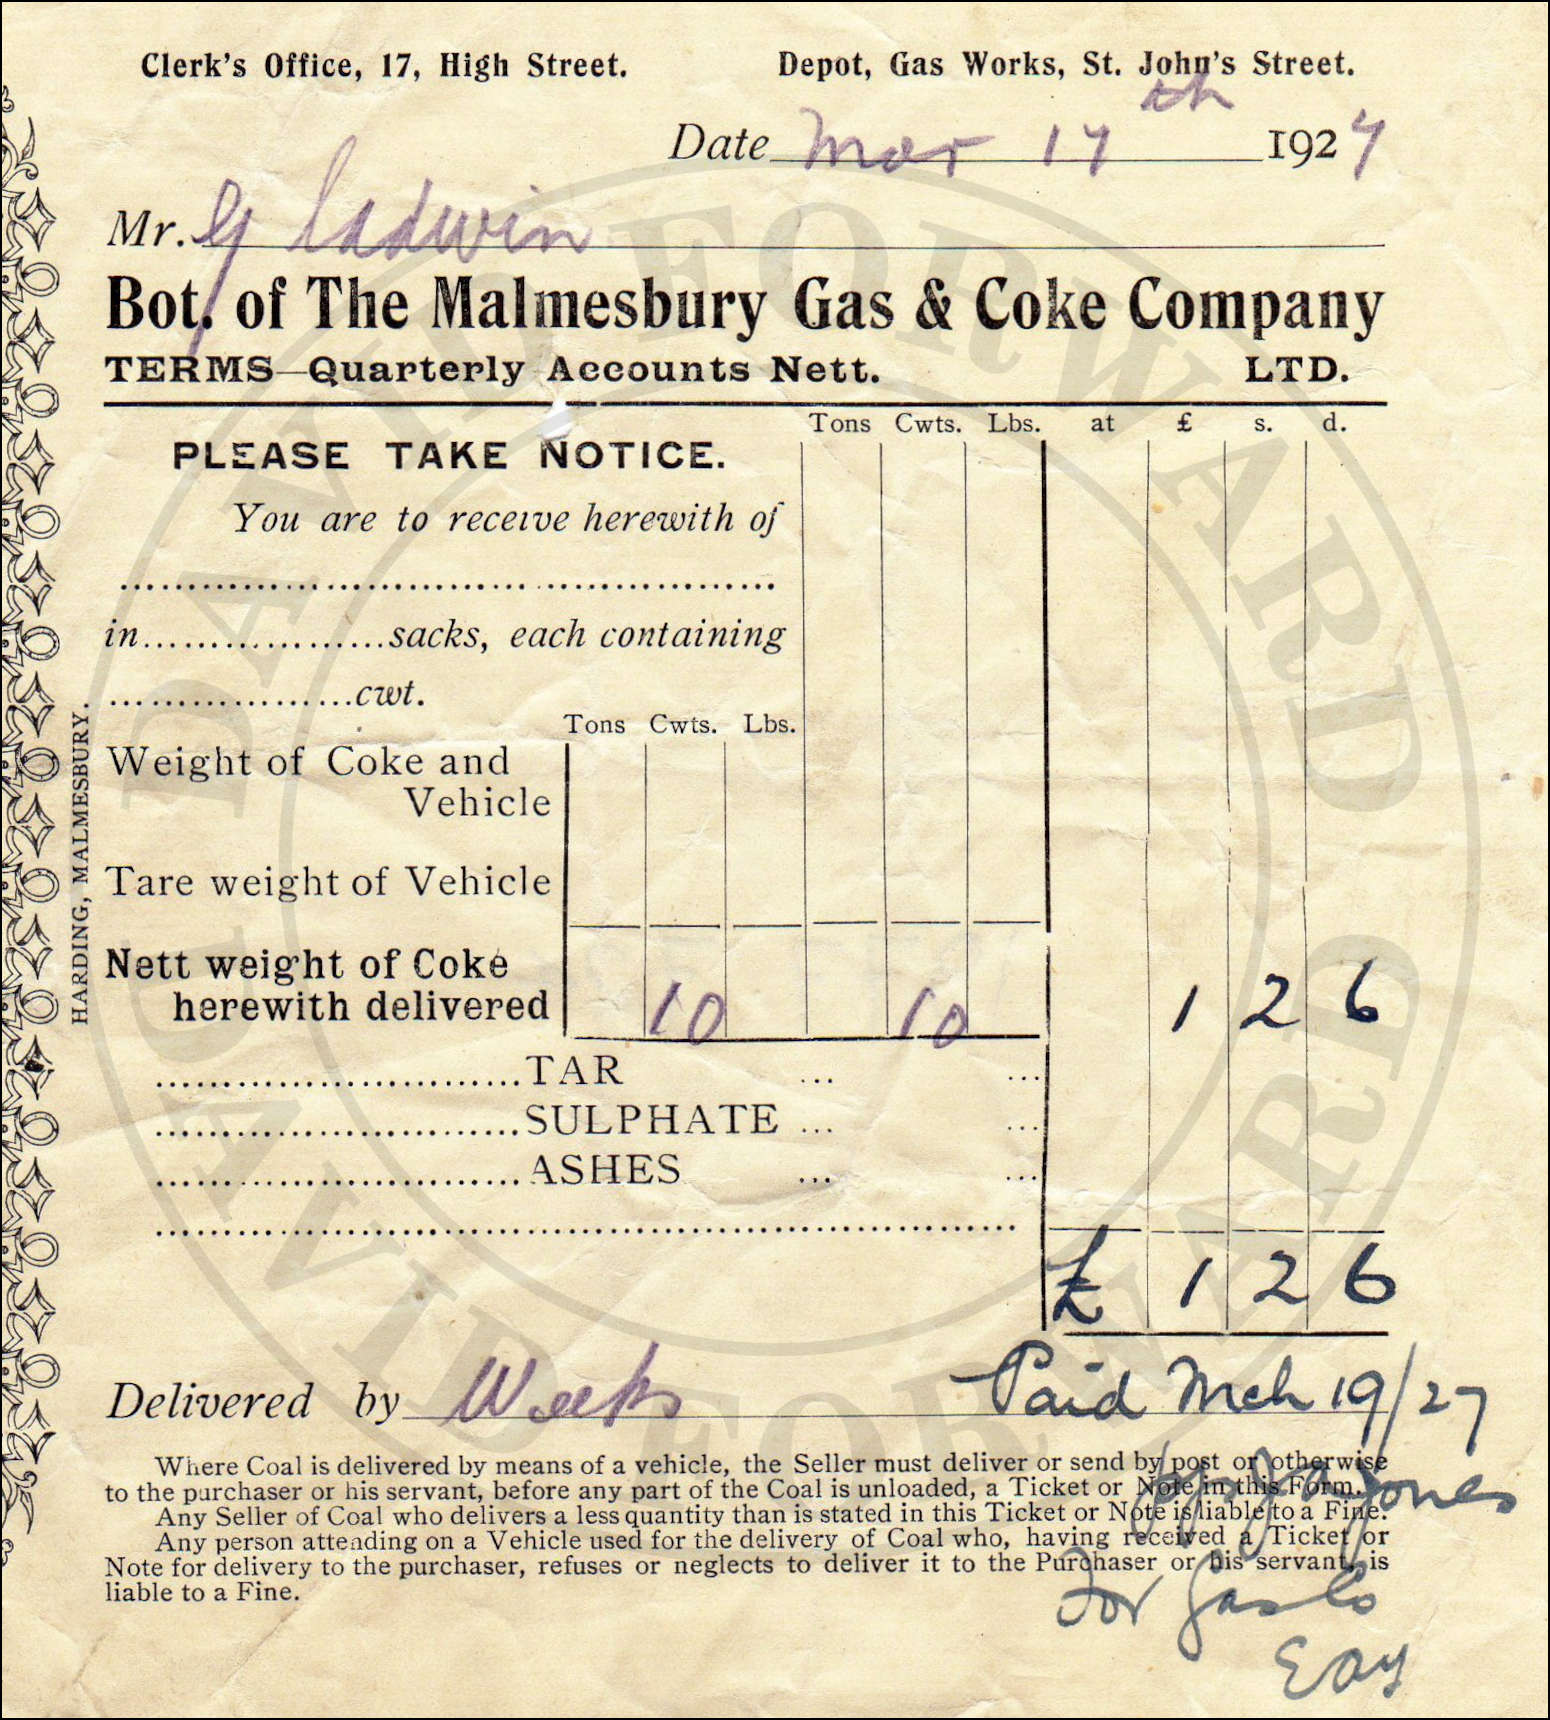 Clerk's Office, 17, High Street. Depot, Gas Works, St. John's Street.
Date Mar 17th 1927
Mr. G Ladwin
Bot. of The Malmesbury Gas & Coke Company
TERMS—Quarterly Accounts Nett. LTD.
Tons Cwts. Lbs. at £ s. d.
PLEASE TAKE NOTICE.
You are to receive herewith of
in..................sacks, each containing
..................cwt.
Tons Cwts. Lbs.
Weight of Coke and
Vehicle
Tare weight of Vehicle
Nett weight of Coke
herewith delivered 10 10 1 2 6
TAR ... ...
SULPHATE ... ...
ASHES ... ...
£ 1 2 6
Delivered by Weeks Paid Mch 19/27
Where Coal is delivered by means of a vehicle, the Seller must deliver or send by post or otherwise
to the purchaser or his servant, before any part of the Coal is unloaded, a Ticket or Note in this Form.
Any Seller of Coal who delivers a less quantity than is stated in this Ticket or Note is liable to a Fine.
Any person attending on a Vehicle used for the delivery of Coal who, having received a Ticket or
Note for delivery to the purchaser, refuses or neglects to deliver it to the Purchaser or his servant, is
liable to a Fine.
Jones
For Gas Co
HARDING, MALMESBURY.
DAVID FORWARD
DAVID FORWARD